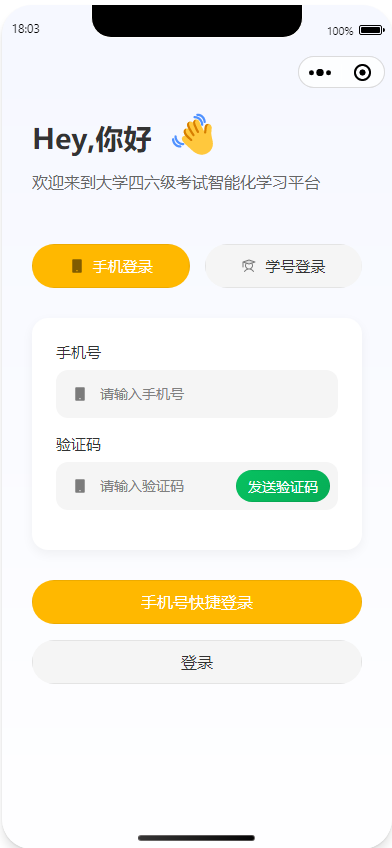 18:03
100%
Hey,你好
欢迎来到大学四六级考试智能化学习平台
手机登录
学号登录
手机号
请输入手机号
验证码
请输入验证码
发送验证码
手机号快捷登录
登录